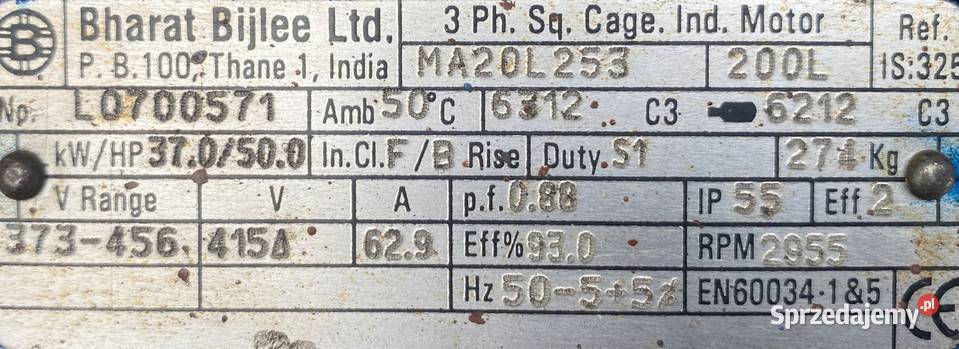 Bharat Bijlee Ltd. 3 Ph. Sq. Cage. Ind. Motor Ref.
P. B.100, Thane 1, India MA20L253 200L IS:325
No. L0700571 Amb 50°C 6312 C3 6212 C3
kW/HP 37.0/50.0 In.Cl. F/B Rise Duty. S1 274 Kg
V Range V A p.f. 0.88 IP 55 Eff 2
373-456. 415Δ 62.9 Eff% 93.0 RPM 2955
Hz 50-5+5% EN60034-1&5 CE
Sprzedajemy.pl